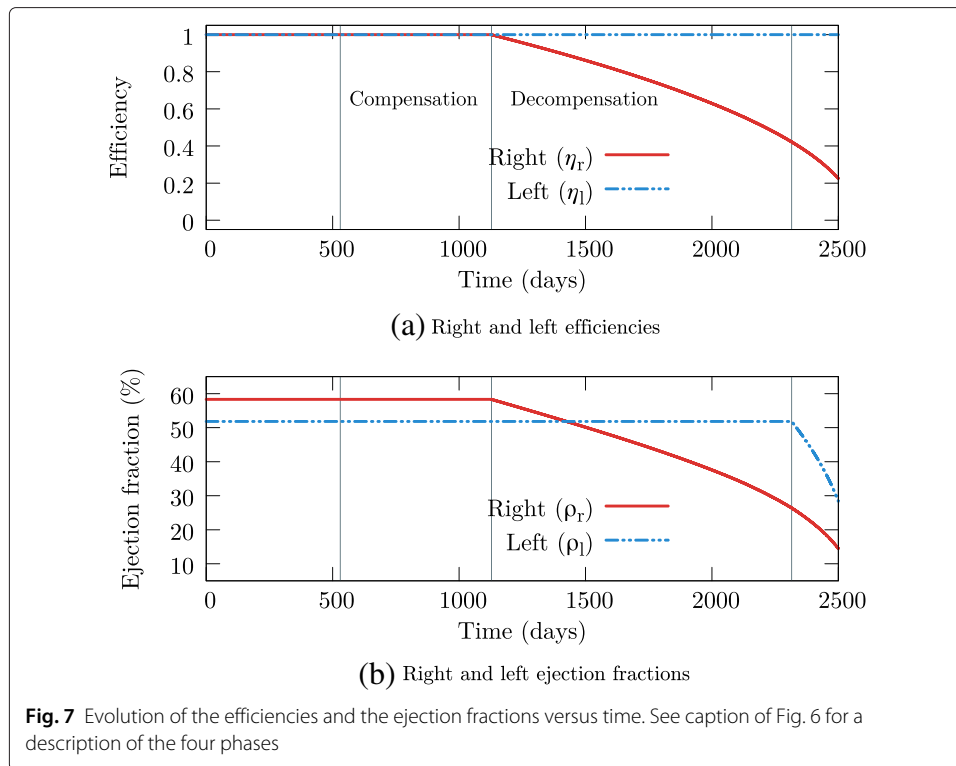 1
0.8
0.6
0.4
0.2
0
Efficiency
Compensation
Decompensation
Right (ηr)
Left (ηl)
0 500 1000 1500 2000 2500
Time (days)
(a) Right and left efficiencies
60
50
40
30
20
10
Ejection fraction (%)
Right (ρr)
Left (ρl)
0 500 1000 1500 2000 2500
Time (days)
(b) Right and left ejection fractions
Fig. 7 Evolution of the efficiencies and the ejection fractions versus time. See caption of Fig. 6 for a
description of the four phases